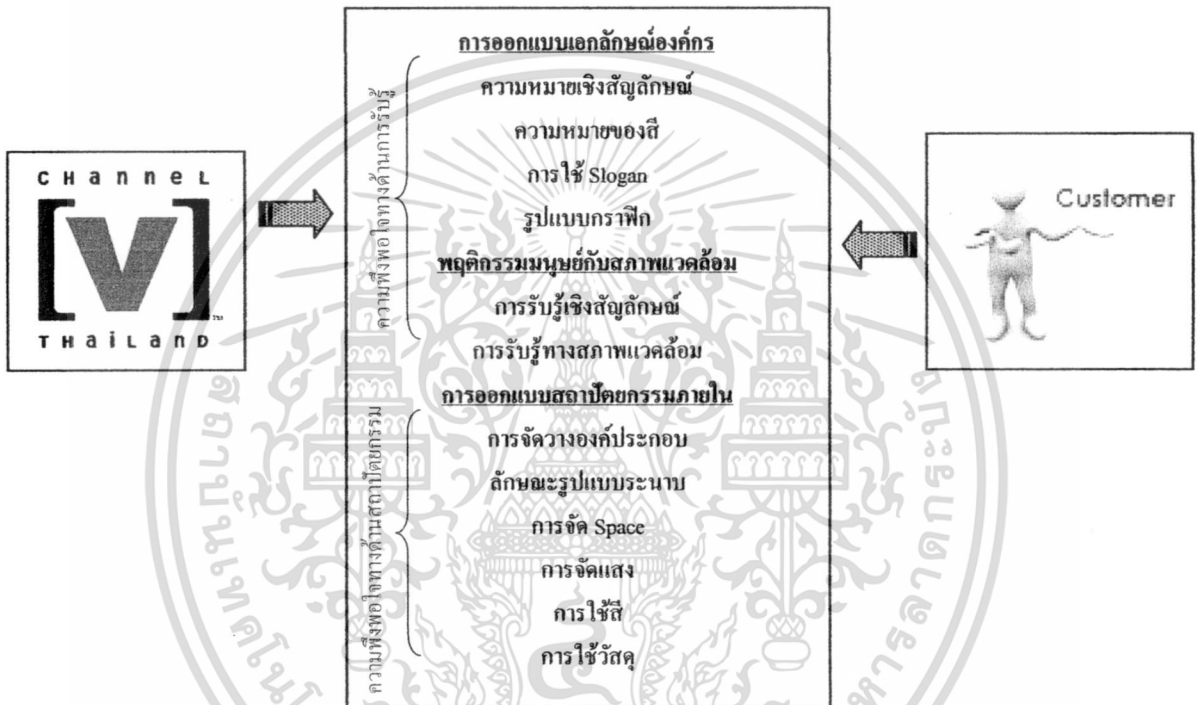 CHanneL
[V]
TM
THaiLanD
การออกแบบเอกลักษณ์องค์กร
ความหมายเชิงสัญลักษณ์
ความหมายของสี
การใช้ Slogan
รูปแบบกราฟีก
พฤติกรรมมนุษย์กับสภาพแวดล้อม
การรับรู้เชิงสัญลักษณ์
การรับรู้ทางสภาพแวดล้อม
ความพึงพอใจทางด้านการรับรู้
การออกแบบสถาปัตยกรรมภายใน
การจัดวางองค์ประกอบ
ลักษณะรูปแบบระนาบ
การจัด Space
การจัดแสง
การใช้สี
การใช้วัสดุ
ความพึงพอใจทางด้านสถาปัตยกรรม
Customer